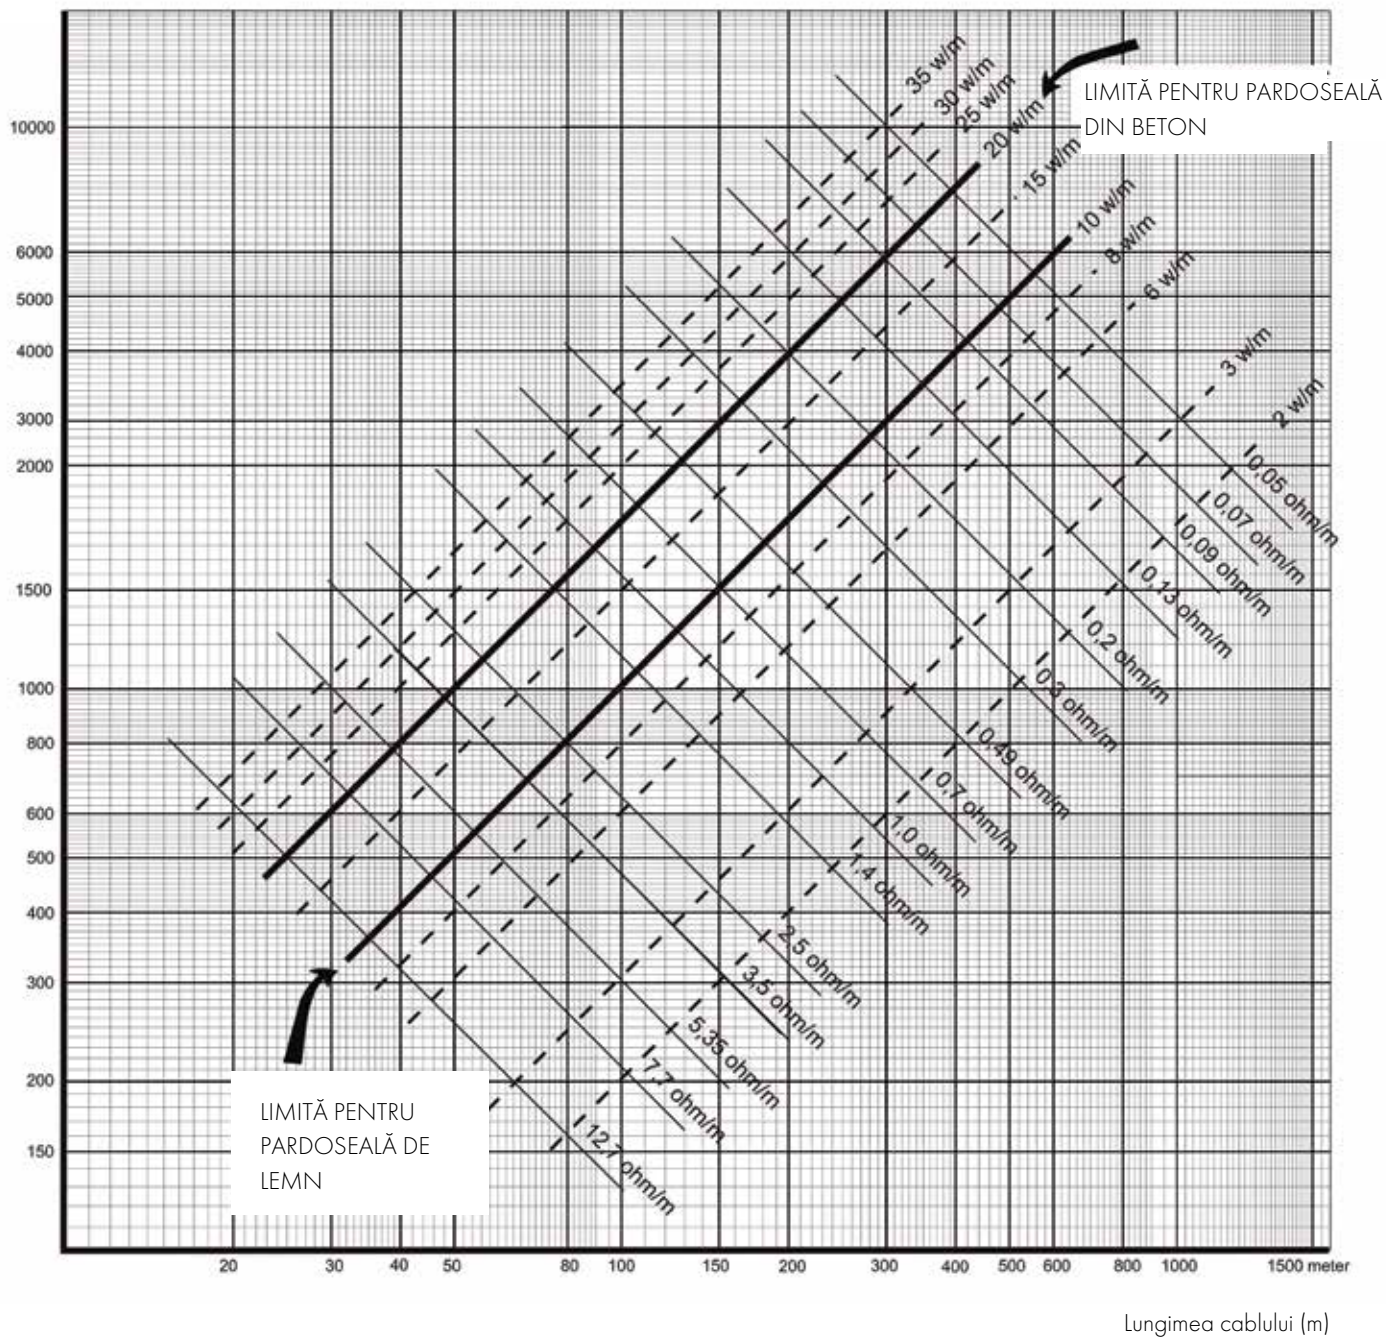 35 w/m
30 w/m
25 w/m
20 w/m
15 w/m
10 w/m
8 w/m
6 w/m
3 w/m
2 w/m
LIMITĂ PENTRU PARDOSEALĂ
DIN BETON
10000
6000
5000
4000
3000
2000
1500
1000
800
600
500
400
300
200
150
0,05 ohm/m
0,07 ohm/m
0,09 ohm/m
0,13 ohm/m
0,2 ohm/m
0,3 ohm/m
0,49 ohm/m
0,7 ohm/m
1,0 ohm/m
1,4 ohm/m
2,5 ohm/m
3,5 ohm/m
5,35 ohm/m
7,7 ohm/m
12,7 ohm/m
LIMITĂ PENTRU
PARDOSEALĂ DE
LEMN
20 30 40 50 80 100 150 200 300 400 500 600 800 1000 1500 meter
Lungimea cablului (m)